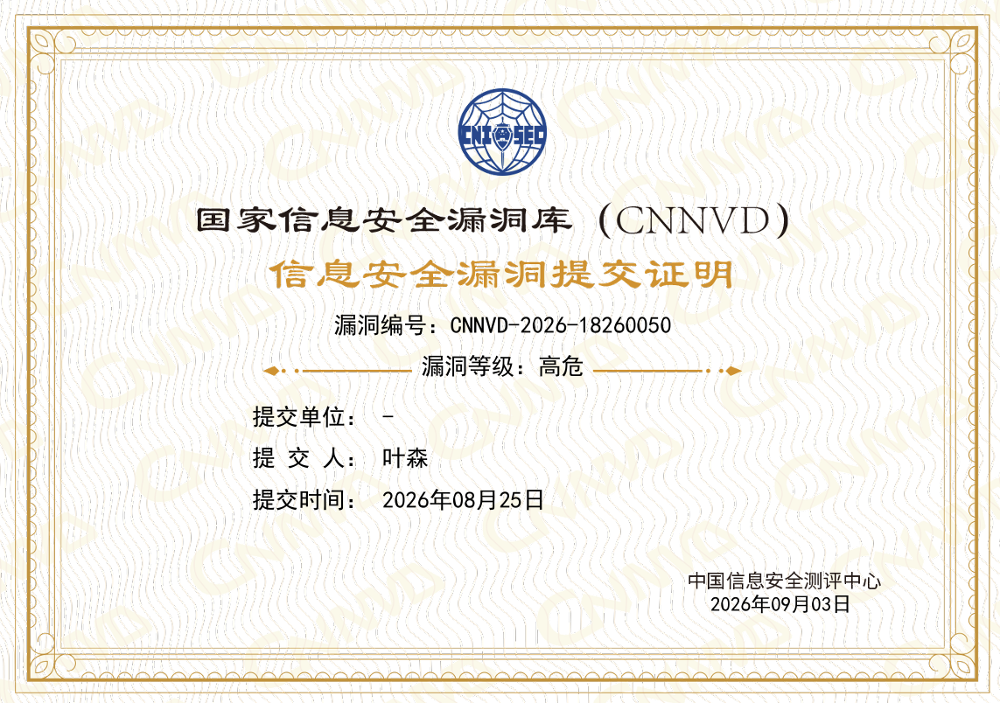 CNITSEC
国家信息安全漏洞库（CNNVD）
信息安全漏洞提交证明
漏洞编号：CNNVD-2026-18260050
漏洞等级：高危
提交单位： -
提 交 人： 叶森
提交时间： 2026年08月25日
中国信息安全测评中心
2026年09月03日